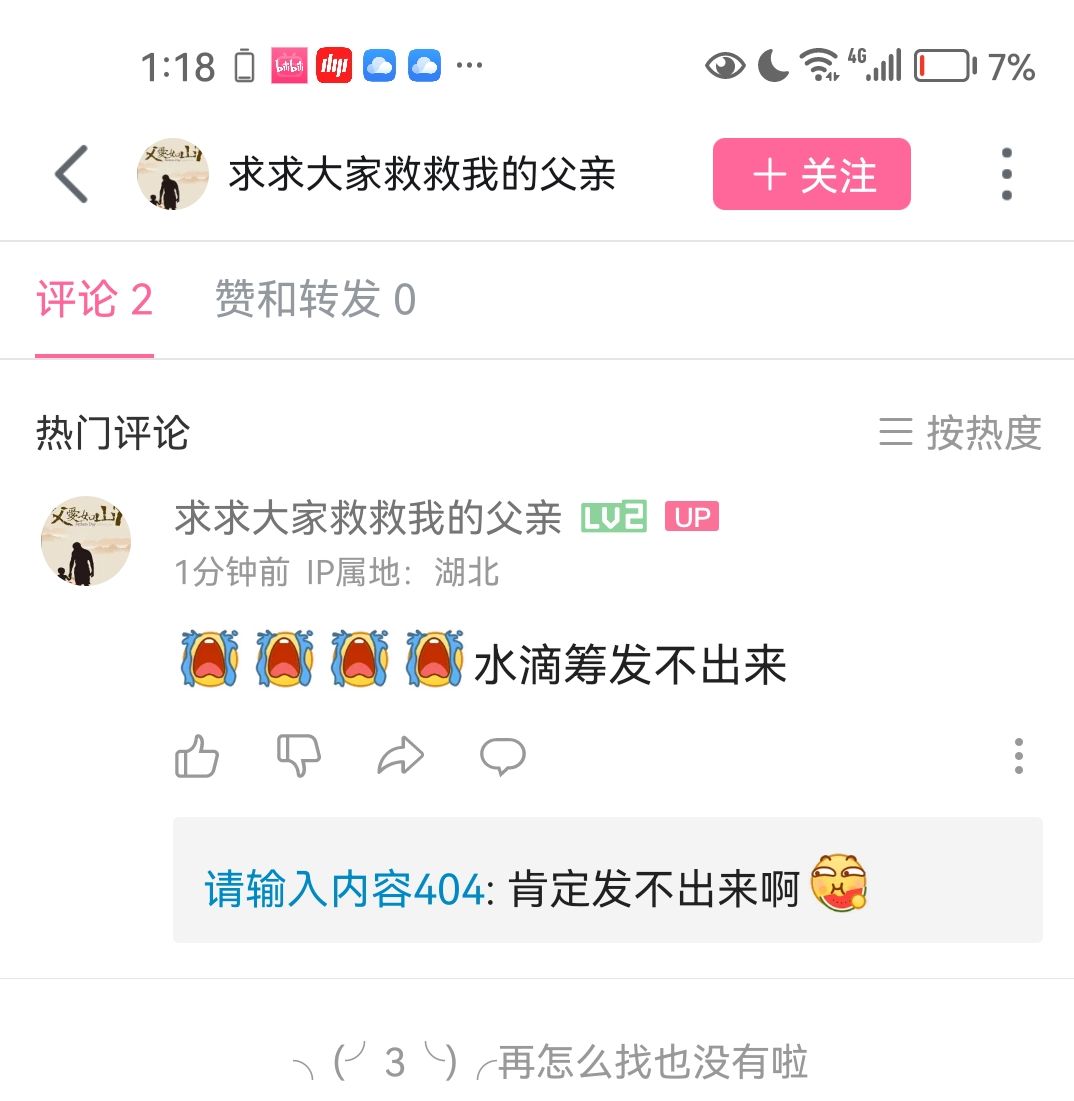 1:18 4G 7%
求求大家救救我的父亲 + 关注
评论 2 赞和转发 0
热门评论 按热度
父爱如山
求求大家救救我的父亲 LV2 UP
1分钟前 IP属地：湖北
水滴筹发不出来
请输入内容404: 肯定发不出来啊
╮(╯3╰)╭再怎么找也没有啦